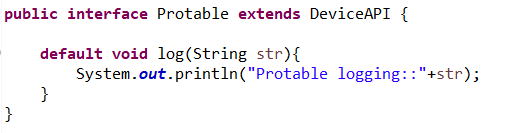 public interface Protable extends DeviceAPI {
default void log(String str){
System.out.println("Protable logging::"+str);
}
}